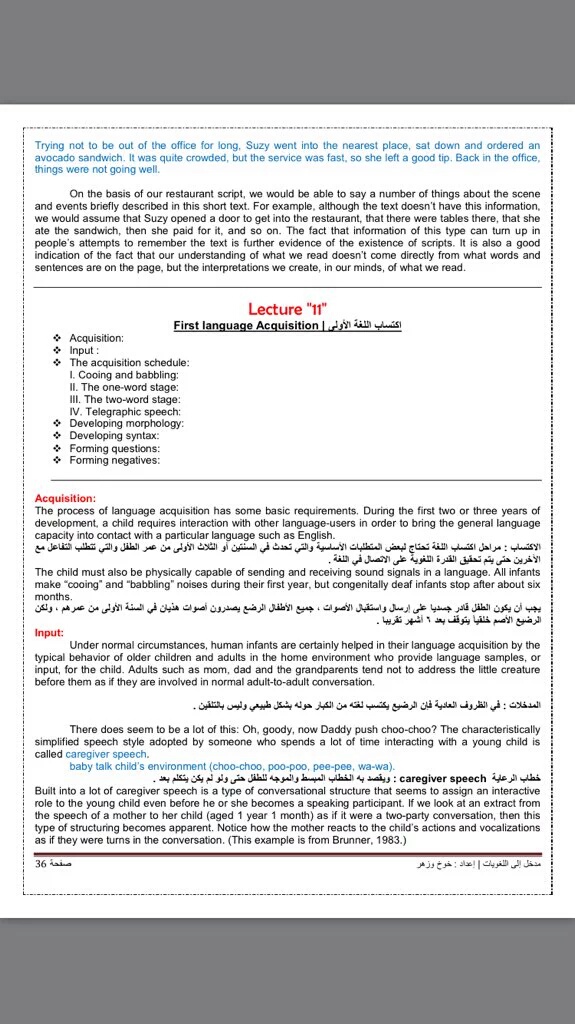 Trying not to be out of the office for long, Suzy went into the nearest place, sat down and ordered an
avocado sandwich. It was quite crowded, but the service was fast, so she left a good tip. Back in the office,
things were not going well.
On the basis of our restaurant script, we would be able to say a number of things about the scene
and events briefly described in this short text. For example, although the text doesn't have this information,
we would assume that Suzy opened a door to get into the restaurant, that there were tables there, that she
ate the sandwich, then she paid for it, and so on. The fact that information of this type can turn up in
people's attempts to remember the text is further evidence of the existence of scripts. It is also a good
indication of the fact that our understanding of what we read doesn't come directly from what words and
sentences are on the page, but the interpretations we create, in our minds, of what we read.
Lecture "11"
First language Acquisition | اكتساب اللغة الأولى
❖ Acquisition:
❖ Input :
❖ The acquisition schedule:
I. Cooing and babbling:
II. The one-word stage:
III. The two-word stage:
IV. Telegraphic speech:
❖ Developing morphology:
❖ Developing syntax:
❖ Forming questions:
❖ Forming negatives:
Acquisition:
The process of language acquisition has some basic requirements. During the first two or three years of
development, a child requires interaction with other language-users in order to bring the general language
capacity into contact with a particular language such as English.
الاكتساب : مراحل اكتساب اللغة تحتاج لبعض المتطلبات الأساسية والتي تحدث في السنتين أو الثلاث الأولى من عمر الطفل والتي تتطلب التفاعل مع
الآخرين حتى يتم تحقيق القدرة اللغوية على الاتصال في اللغة .
The child must also be physically capable of sending and receiving sound signals in a language. All infants
make "cooing" and "babbling" noises during their first year, but congenitally deaf infants stop after about six
months.
يجب أن يكون الطفل قادر جسديا على إرسال واستقبال الأصوات ، جميع الأطفال الرضع يصدرون أصوات هذيان في السنة الأولى من عمرهم ، ولكن
الرضيع الأصم خلقيا يتوقف بعد ٦ أشهر تقريبا .
Input:
Under normal circumstances, human infants are certainly helped in their language acquisition by the
typical behavior of older children and adults in the home environment who provide language samples, or
input, for the child. Adults such as mom, dad and the grandparents tend not to address the little creature
before them as if they are involved in normal adult-to-adult conversation.
المدخلات : في الظروف العادية فإن الرضيع يكتسب لغته من الكبار حوله بشكل طبيعي وليس بالتلقين .
There does seem to be a lot of this: Oh, goody, now Daddy push choo-choo? The characteristically
simplified speech style adopted by someone who spends a lot of time interacting with a young child is
called caregiver speech.
baby talk child's environment (choo-choo, poo-poo, pee-pee, wa-wa).
خطاب الرعاية caregiver speech : ويقصد به الخطاب المبسط والموجه للطفل حتى ولو لم يكن يتكلم بعد .
Built into a lot of caregiver speech is a type of conversational structure that seems to assign an interactive
role to the young child even before he or she becomes a speaking participant. If we look at an extract from
the speech of a mother to her child (aged 1 year 1 month) as if it were a two-party conversation, then this
type of structuring becomes apparent. Notice how the mother reacts to the child's actions and vocalizations
as if they were turns in the conversation. (This example is from Brunner, 1983.)
مدخل إلى اللغويات | إعداد : خوخ وزهر صفحة 36